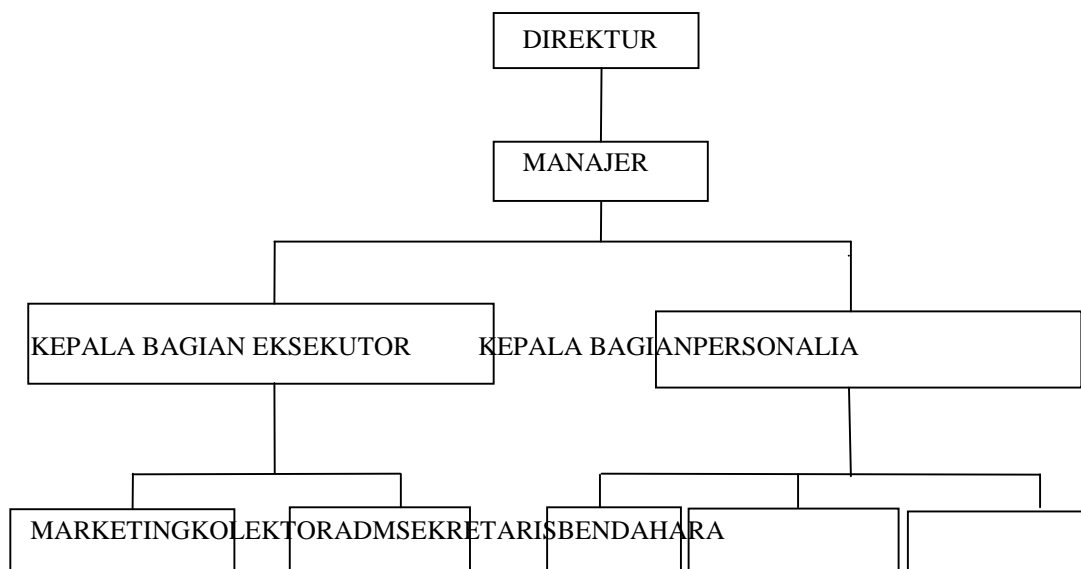 DIREKTUR
MANAJER
KEPALA BAGIAN EKSEKUTOR KEPALA BAGIANPERSONALIA
MARKETINGKOLEKTORADMSEKRETARISBENDAHARA